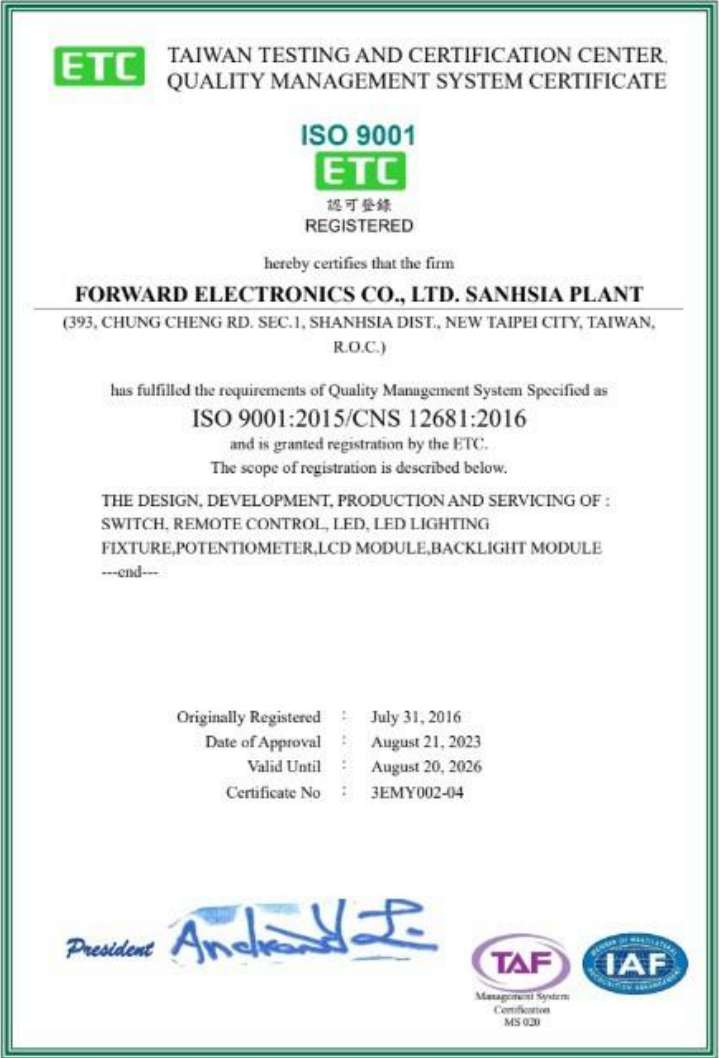 ETC
TAIWAN TESTING AND CERTIFICATION CENTER
QUALITY MANAGEMENT SYSTEM CERTIFICATE
ISO 9001
ETC
認可登錄
REGISTERED
hereby certifies that the firm
FORWARD ELECTRONICS CO., LTD. SANHSIA PLANT
(393, CHUNG CHENG RD. SEC.1, SHANHSIA DIST., NEW TAIPEI CITY, TAIWAN,
R.O.C.)
has fulfilled the requirements of Quality Management System Specified as
ISO 9001:2015/CNS 12681:2016
and is granted registration by the ETC.
The scope of registration is described below.
THE DESIGN, DEVELOPMENT, PRODUCTION AND SERVICING OF :
SWITCH, REMOTE CONTROL, LED, LED LIGHTING
FIXTURE,POTENTIOMETER,LCD MODULE,BACKLIGHT MODULE
---end---
Originally Registered : July 31, 2016
Date of Approval : August 21, 2023
Valid Until : August 20, 2026
Certificate No : 3EMY002-04
President
TAF
Management System
Certification
MS 020
MEMBER OF MULTILATERAL
IAF
RECOGNITION ARRANGEMENT